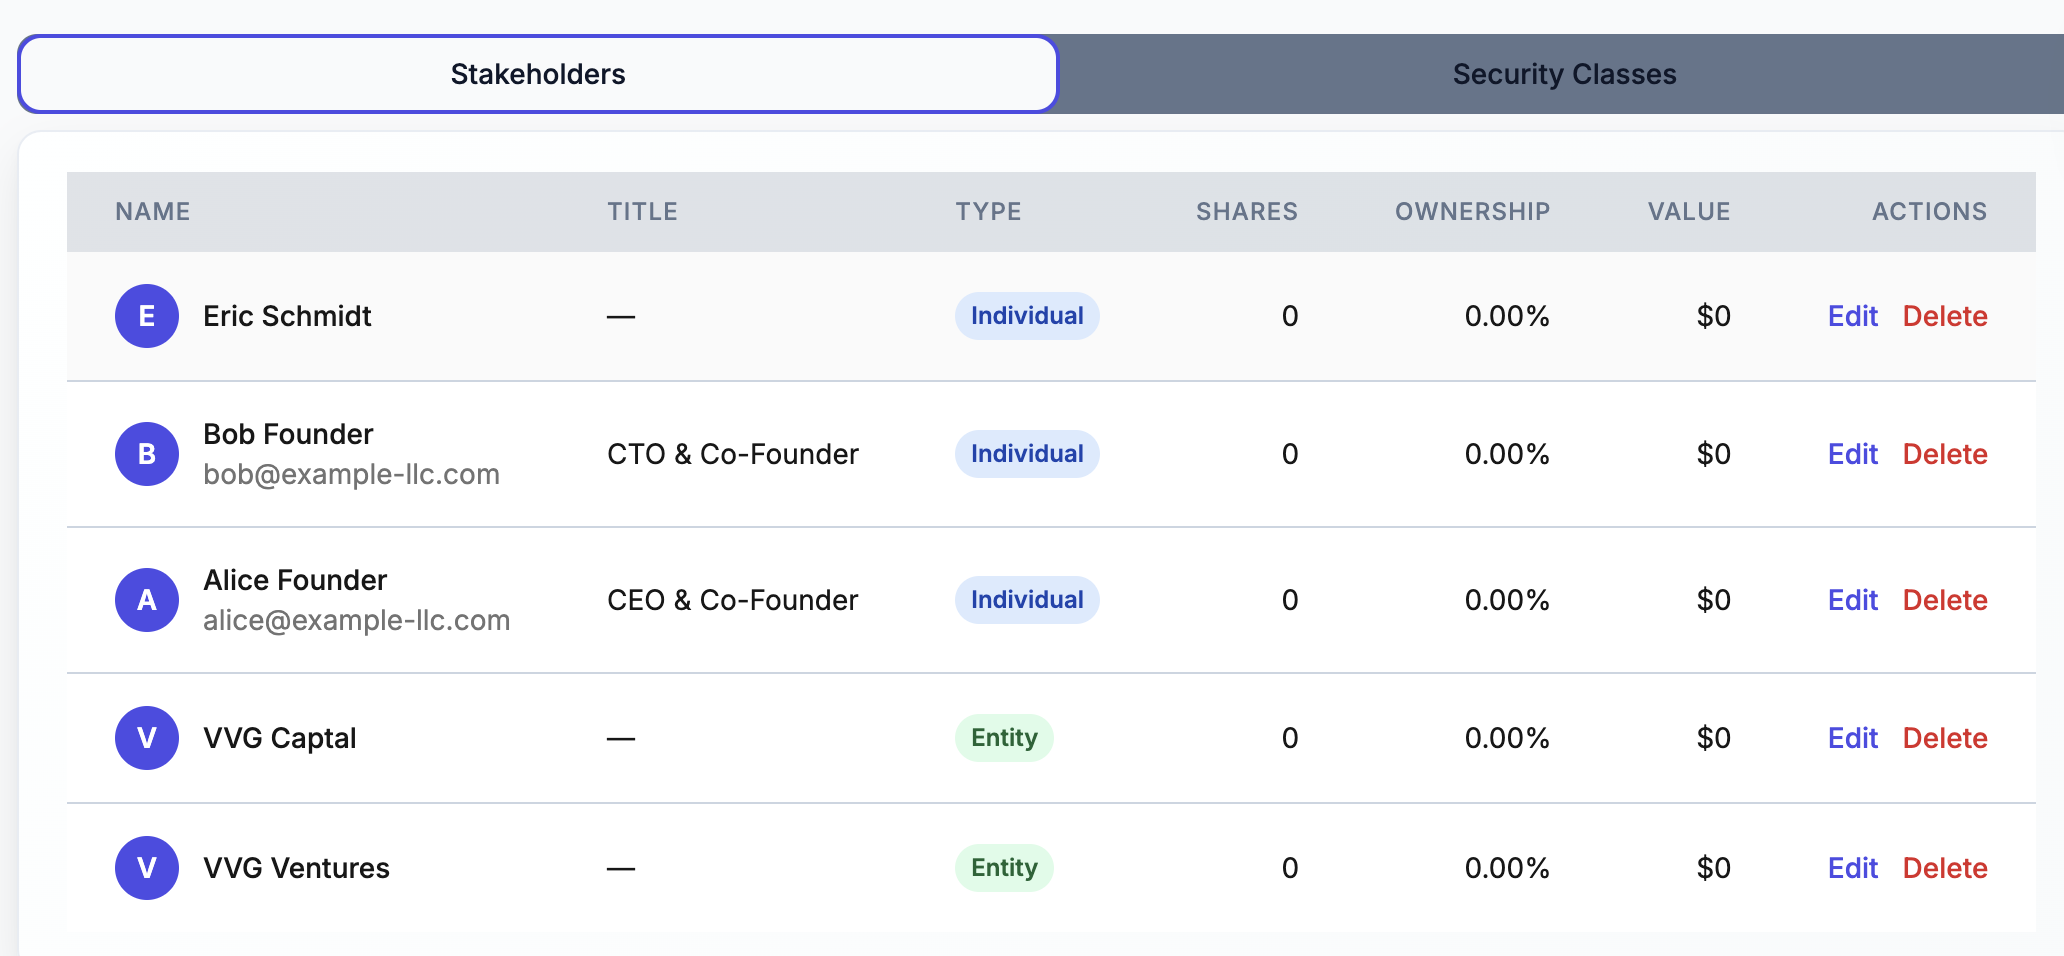 Stakeholders
Security Classes
NAME TITLE TYPE SHARES OWNERSHIP VALUE ACTIONS
E Eric Schmidt — Individual 0 0.00% $0 Edit Delete
B Bob Founder CTO & Co-Founder Individual 0 0.00% $0 Edit Delete
bob@example-llc.com
A Alice Founder CEO & Co-Founder Individual 0 0.00% $0 Edit Delete
alice@example-llc.com
V VVG Captal — Entity 0 0.00% $0 Edit Delete
V VVG Ventures — Entity 0 0.00% $0 Edit Delete